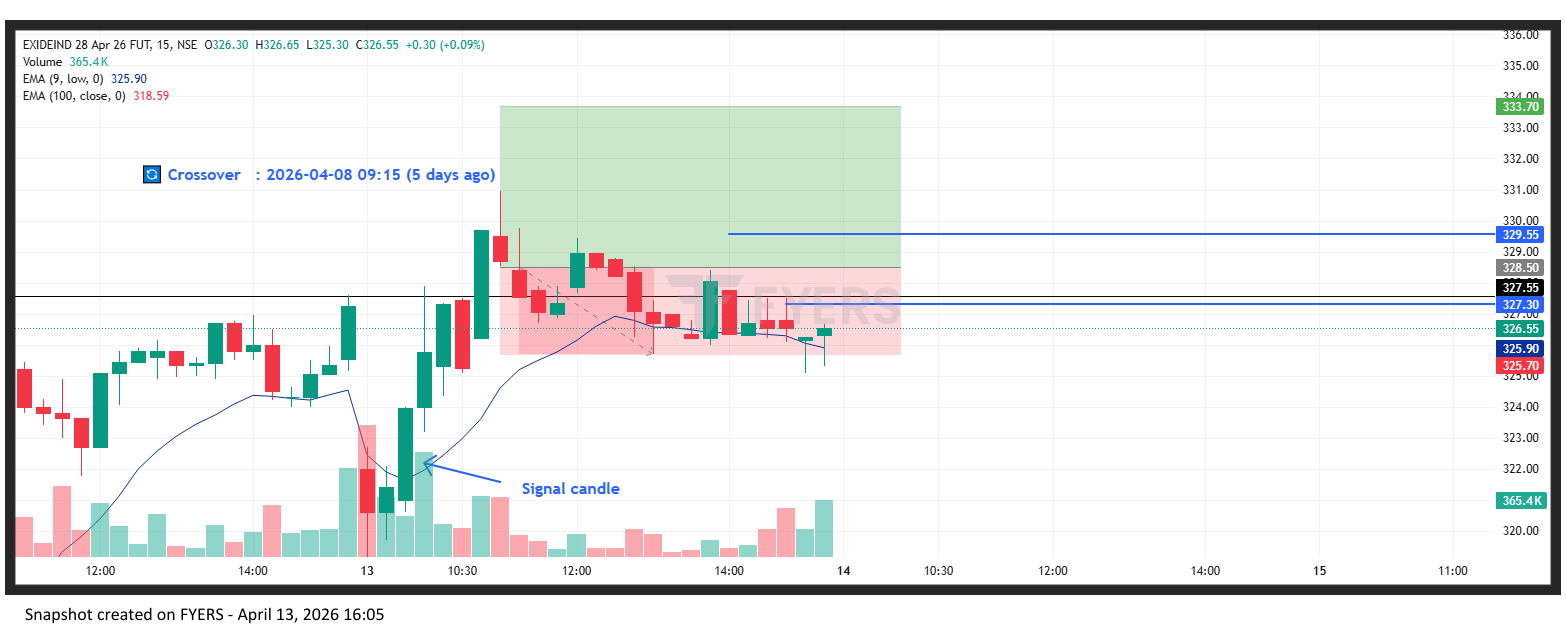 EXIDEIND 28 Apr 26 FUT, 15, NSE O326.30 H326.65 L325.30 C326.55 +0.30 (+0.09%)
Volume 365.4K
EMA (9, low, 0) 325.90
EMA (100, close, 0) 318.59
Crossover : 2026-04-08 09:15 (5 days ago)
Signal candle
FYERS
336.00
335.00
334.00
333.70
333.00
332.00
331.00
330.00
329.55
329.00
328.50
327.55
327.30
327.00
326.55
325.90
325.70
325.00
324.00
323.00
322.00
365.4K
320.00
12:00 14:00 13 10:30 12:00 14:00 14 10:30 12:00 14:00 15 11:00
Snapshot created on FYERS - April 13, 2026 16:05